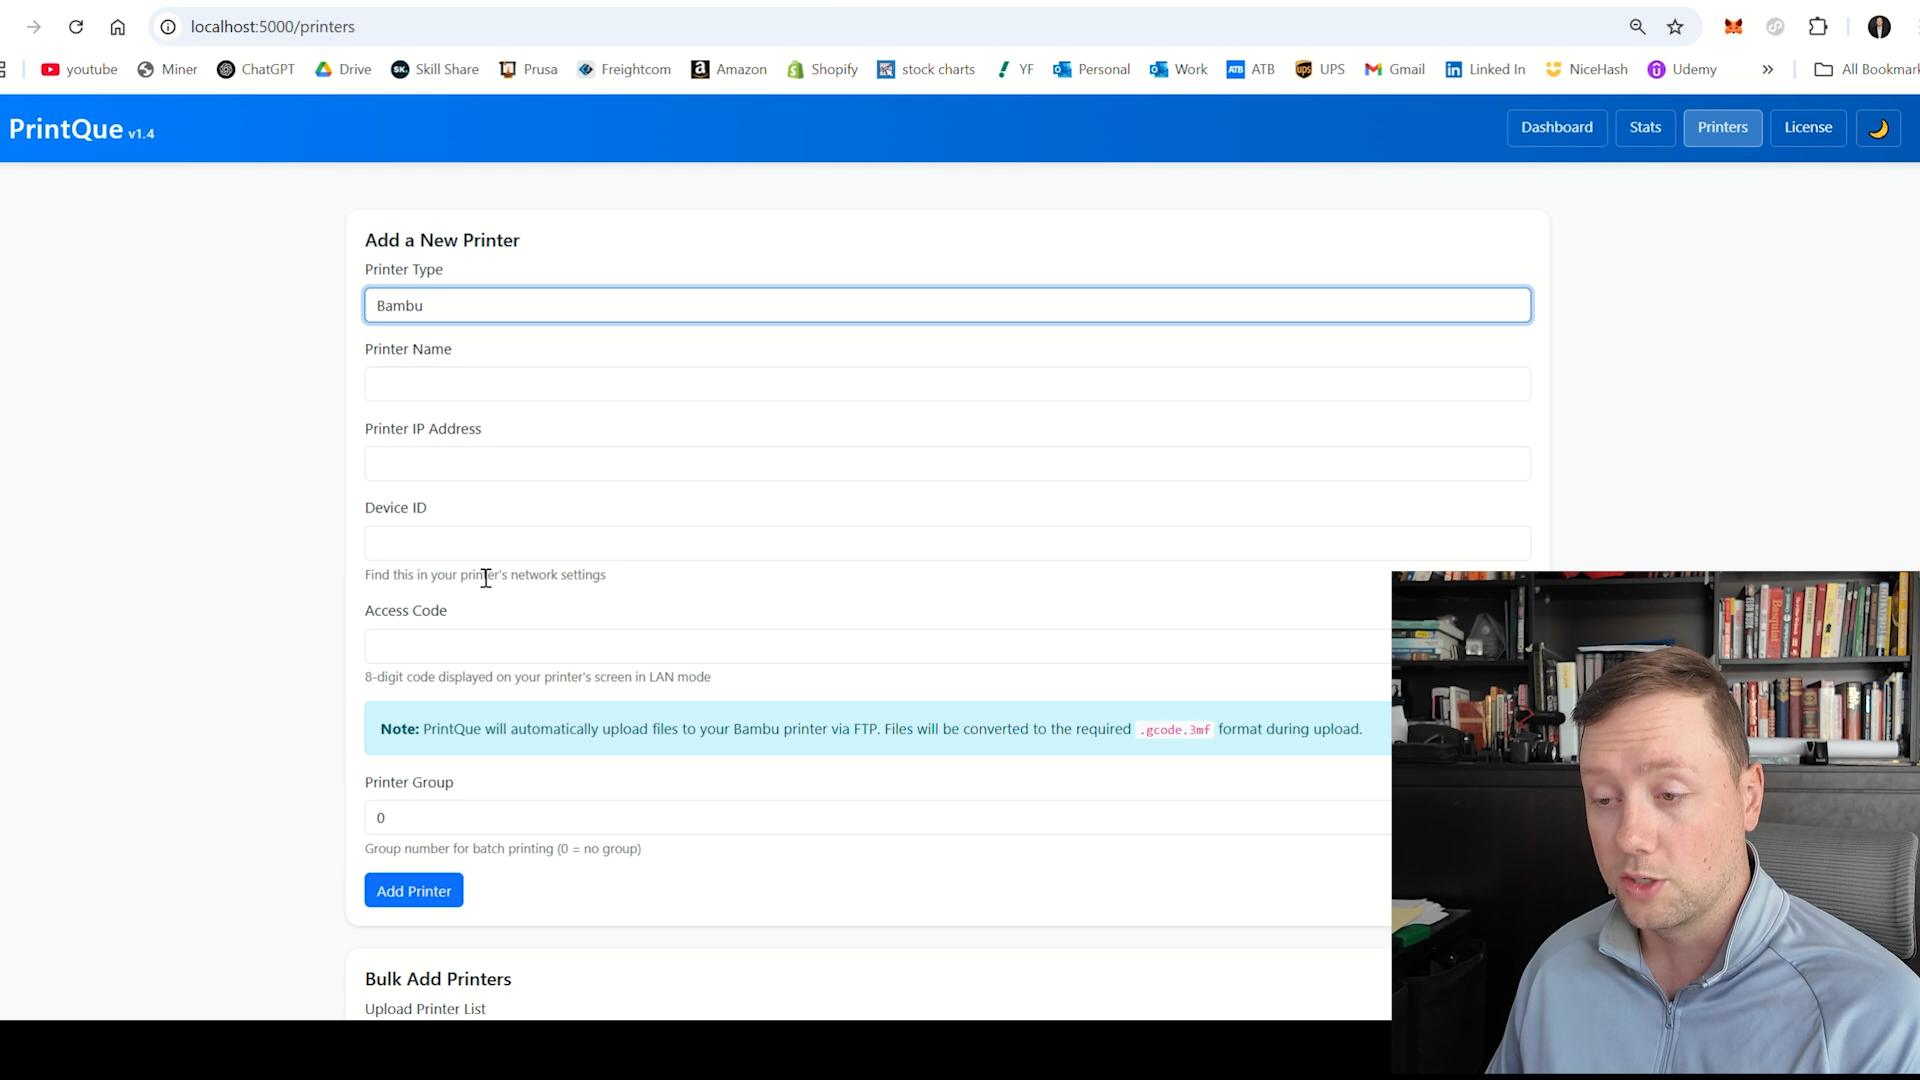 localhost:5000/printers
youtube Miner ChatGPT Drive Skill Share Prusa Freightcom Amazon Shopify stock charts YF Personal Work ATB UPS Gmail Linked In NiceHash Udemy » All Bookmark
PrintQue v1.4
Dashboard Stats Printers License
Add a New Printer
Printer Type
Bambu
Printer Name
Printer IP Address
Device ID
Find this in your printer's network settings
Access Code
8-digit code displayed on your printer's screen in LAN mode
Note: PrintQue will automatically upload files to your Bambu printer via FTP. Files will be converted to the required .gcode.3mf format during upload.
Printer Group
0
Group number for batch printing (0 = no group)
Add Printer
Bulk Add Printers
Upload Printer List